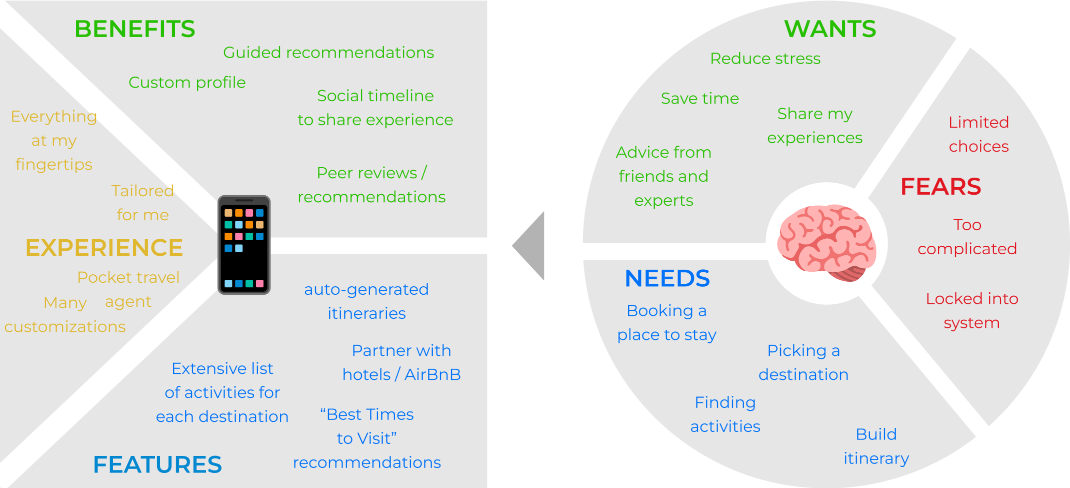 BENEFITS
Guided recommendations
Custom profile
Social timeline
to share experience
Peer reviews /
recommendations
Everything
at my
fingertips
Tailored
for me
EXPERIENCE
Pocket travel
agent
Many
customizations
auto-generated
itineraries
Partner with
hotels / AirBnB
Extensive list
of activities for
each destination
“Best Times
to Visit”
recommendations
FEATURES
WANTS
Reduce stress
Save time
Share my
experiences
Advice from
friends and
experts
Limited
choices
FEARS
Too
complicated
Locked into
system
NEEDS
Booking a
place to stay
Picking a
destination
Finding
activities
Build
itinerary